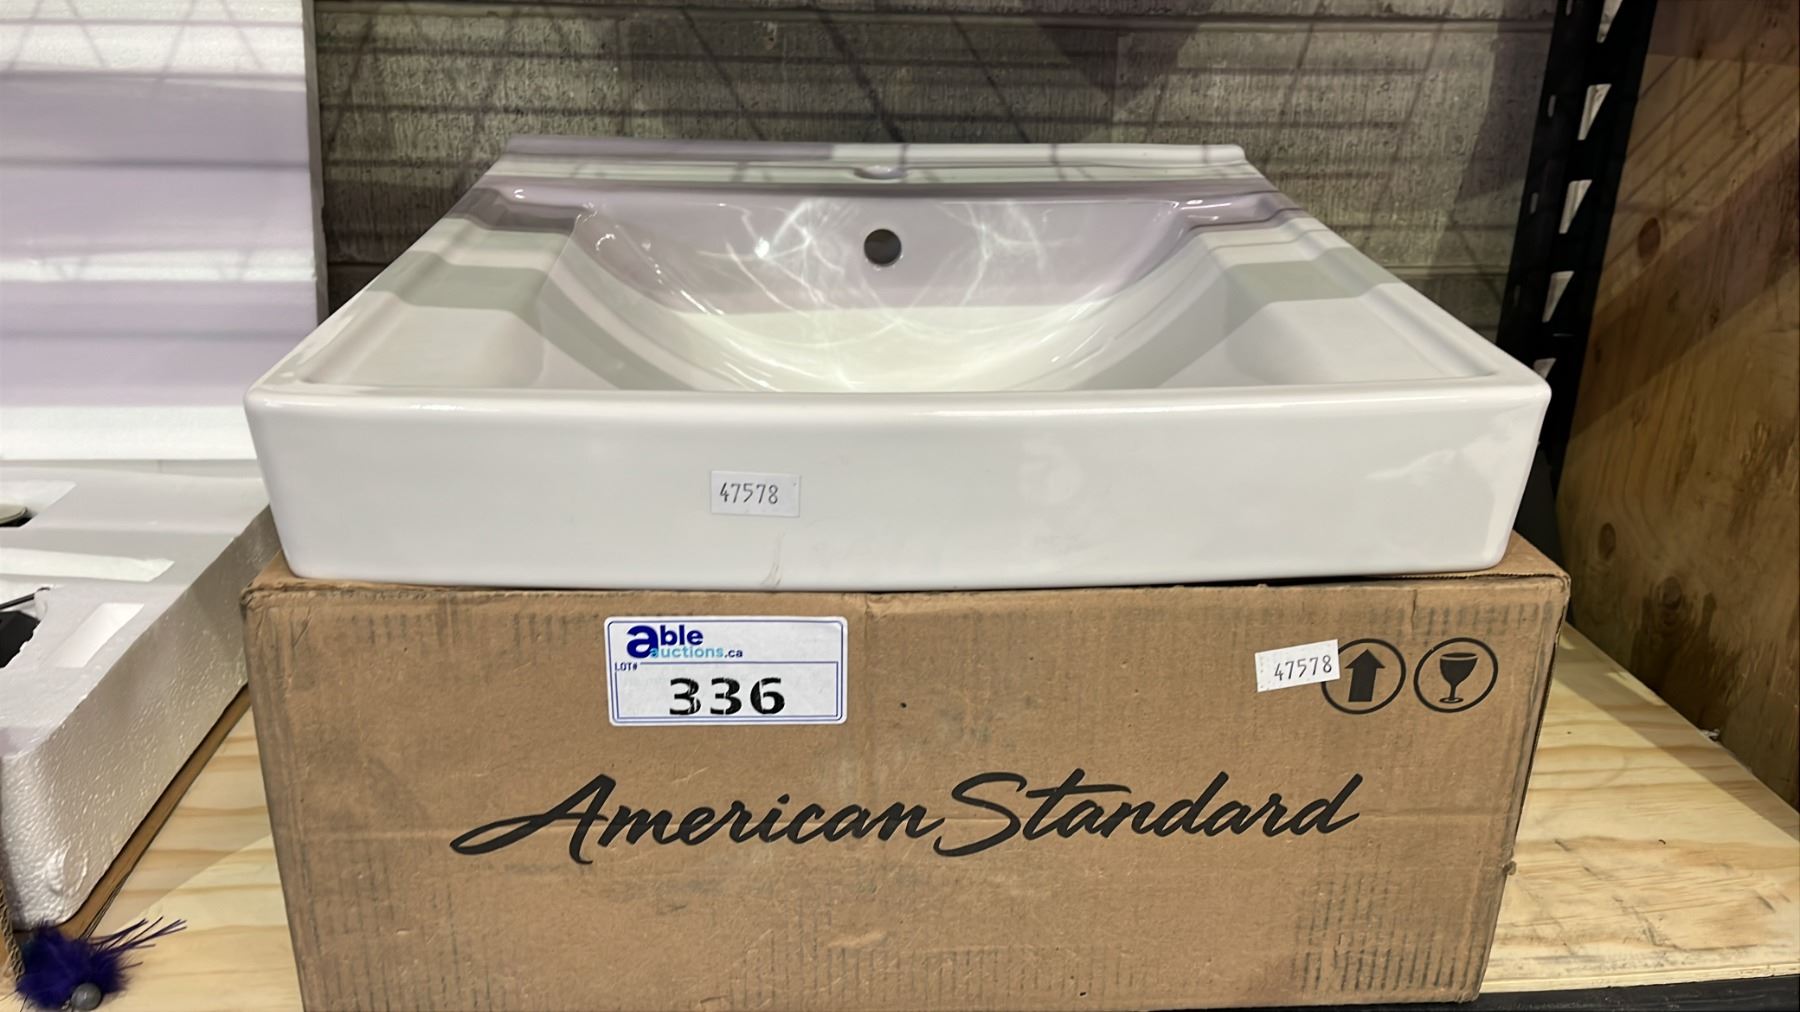 47578
able
auctions.ca
LOT#
336
47578
American Standard